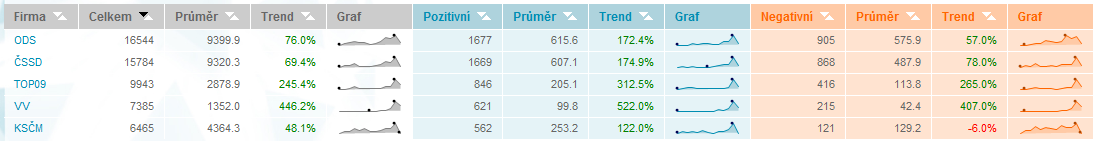 Firma Celkem Průměr Trend Graf Pozitivní Průměr Trend Graf Negativní Průměr Trend Graf
ODS 16544 9399.9 76.0% 1677 615.6 172.4% 905 575.9 57.0%
ČSSD 15784 9320.3 69.4% 1669 607.1 174.9% 868 487.9 78.0%
TOP09 9943 2878.9 245.4% 846 205.1 312.5% 416 113.8 265.0%
VV 7385 1352.0 446.2% 621 99.8 522.0% 215 42.4 407.0%
KSČM 6465 4364.3 48.1% 562 253.2 122.0% 121 129.2 -6.0%